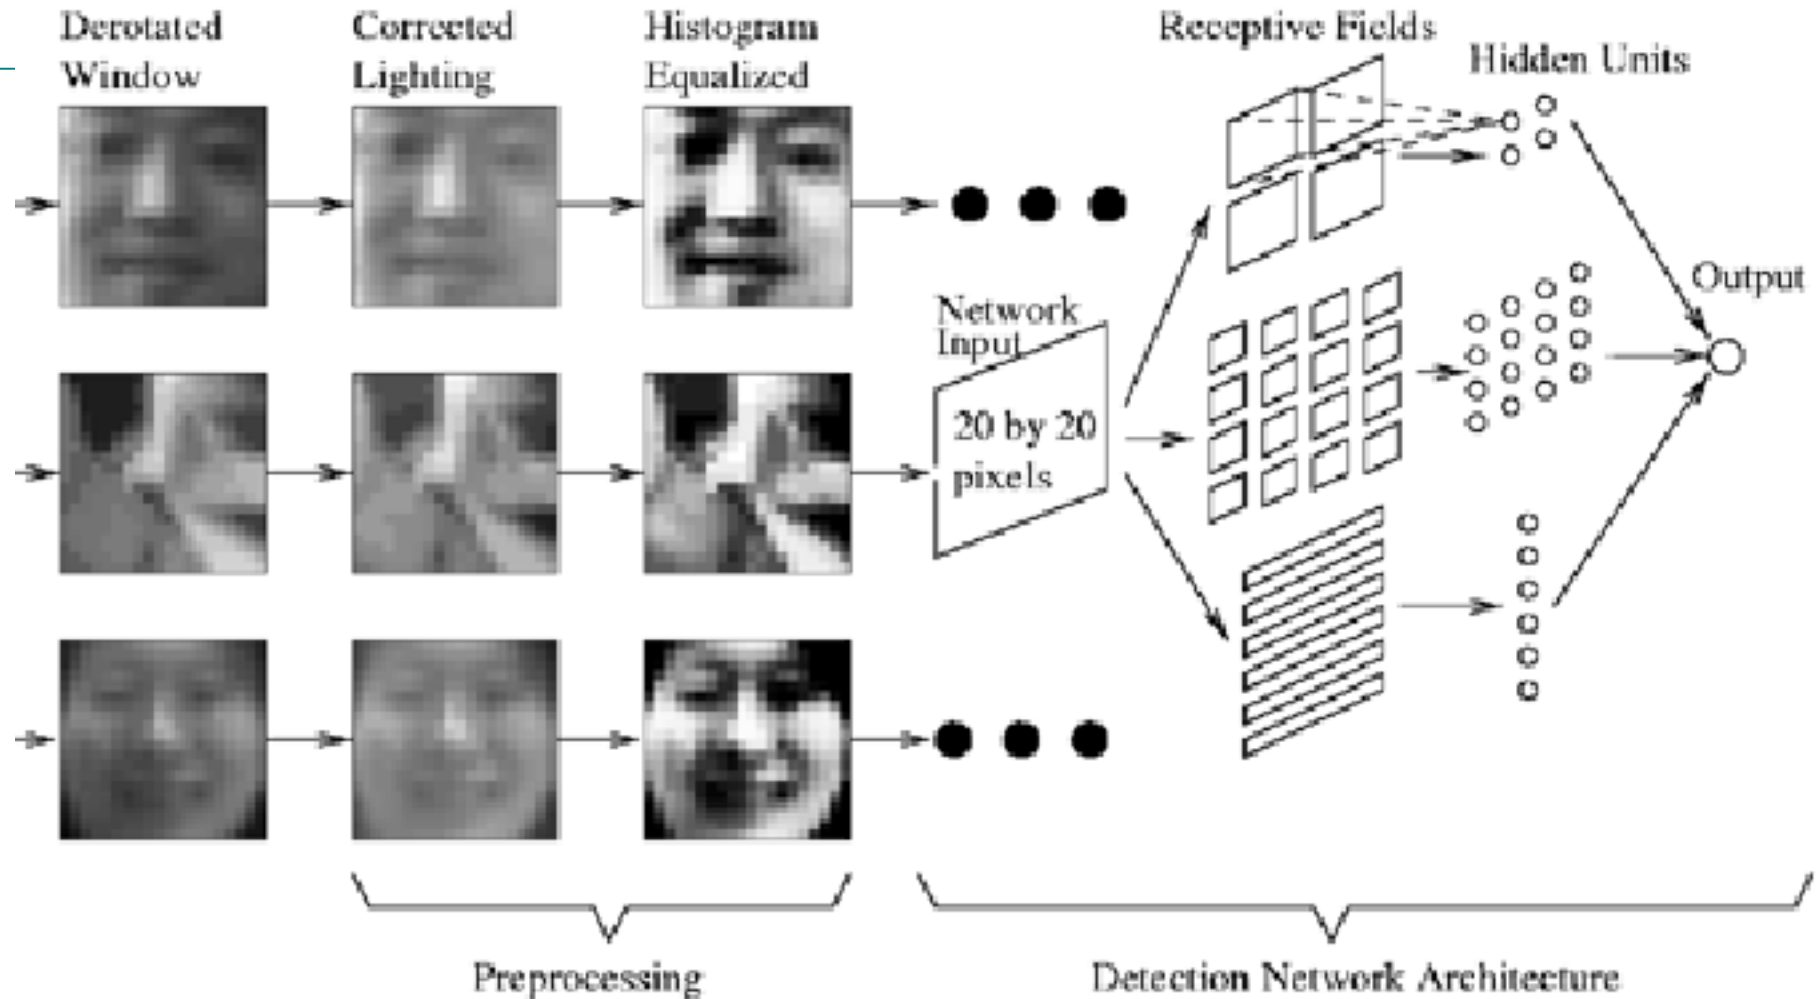 Derotated
Window
Corrected
Lighting
Histogram
Equalized
Receptive Fields
Hidden Units
Network
Input
20 by 20
pixels
Output
Preprocessing
Detection Network Architecture